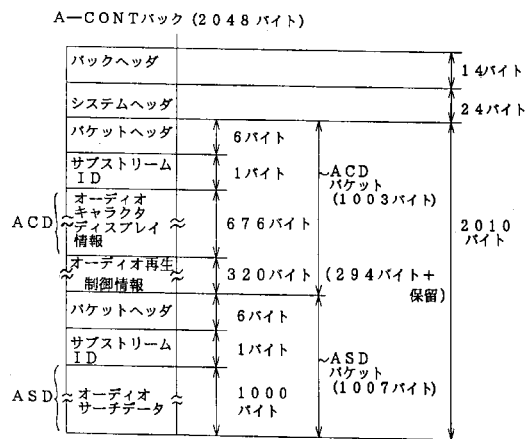 A—CONTパック(2048バイト)
パックヘッダ
14バイト
システムヘッダ
24バイト
パケットヘッダ
6バイト
サブストリーム
ID
1バイト
~ACD
パケット
(1003バイト)
ACD
オーディオ
キャラクタ
ディスプレイ
情報
676バイト
2010
バイト
オーディオ再生
制御情報
320バイト
(294バイト+
保留)
パケットヘッダ
6バイト
サブストリーム
ID
1バイト
~ASD
パケット
(1007バイト)
ASD
オーディオ
サーチデータ
1000
バイト